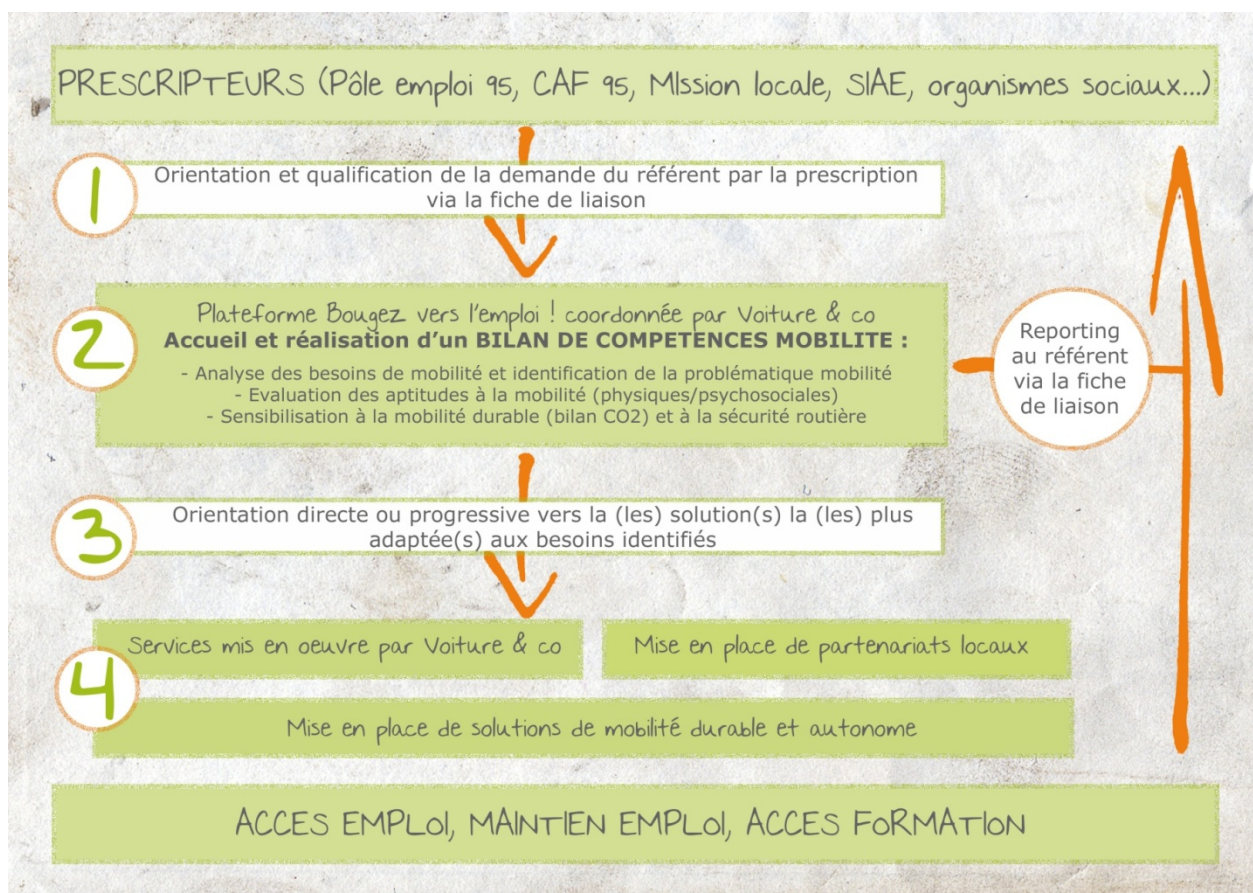 PRESCRIPTEURS (Pôle emploi 95, CAF 95, MIssion locale, SIAE, organismes sociaux...)
1
Orientation et qualification de la demande du référent par la prescription
via la fiche de liaison
2
Plateforme Bougez vers l'emploi ! coordonnée par Voiture & co
Accueil et réalisation d'un BILAN DE COMPETENCES MOBILITE :
- Analyse des besoins de mobilité et identification de la problématique mobilité
- Evaluation des aptitudes à la mobilité (physiques/psychosociales)
- Sensibilisation à la mobilité durable (bilan CO2) et à la sécurité routière
Reporting
au référent
via la fiche
de liaison
3
Orientation directe ou progressive vers la (les) solution(s) la (les) plus
adaptée(s) aux besoins identifiés
4
Services mis en oeuvre par Voiture & co
Mise en place de partenariats locaux
Mise en place de solutions de mobilité durable et autonome
ACCES EMPLOI, MAINTIEN EMPLOI, ACCES FORMATION